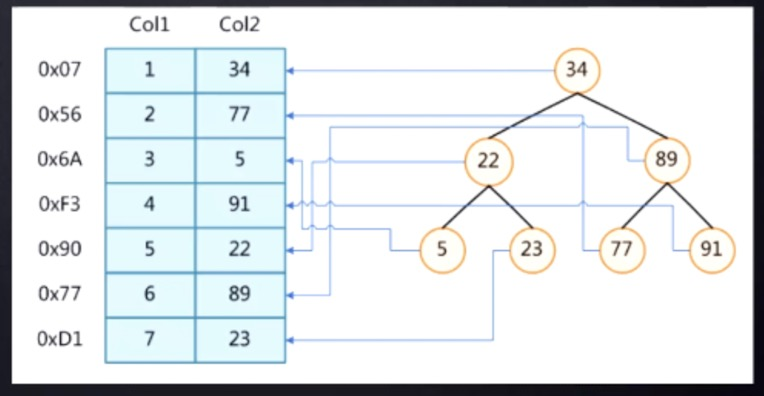 Col1 Col2
0x07 1 34 34
0x56 2 77
0x6A 3 5 22 89
0xF3 4 91
0x90 5 22 5 23 77 91
0x77 6 89
0xD1 7 23